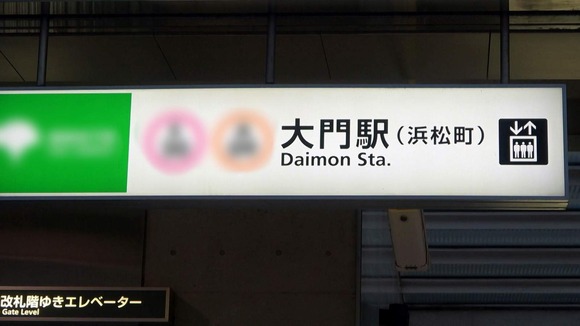 大門駅（浜松町）
Daimon Sta.
改札階ゆきエレベーター
Gate Level